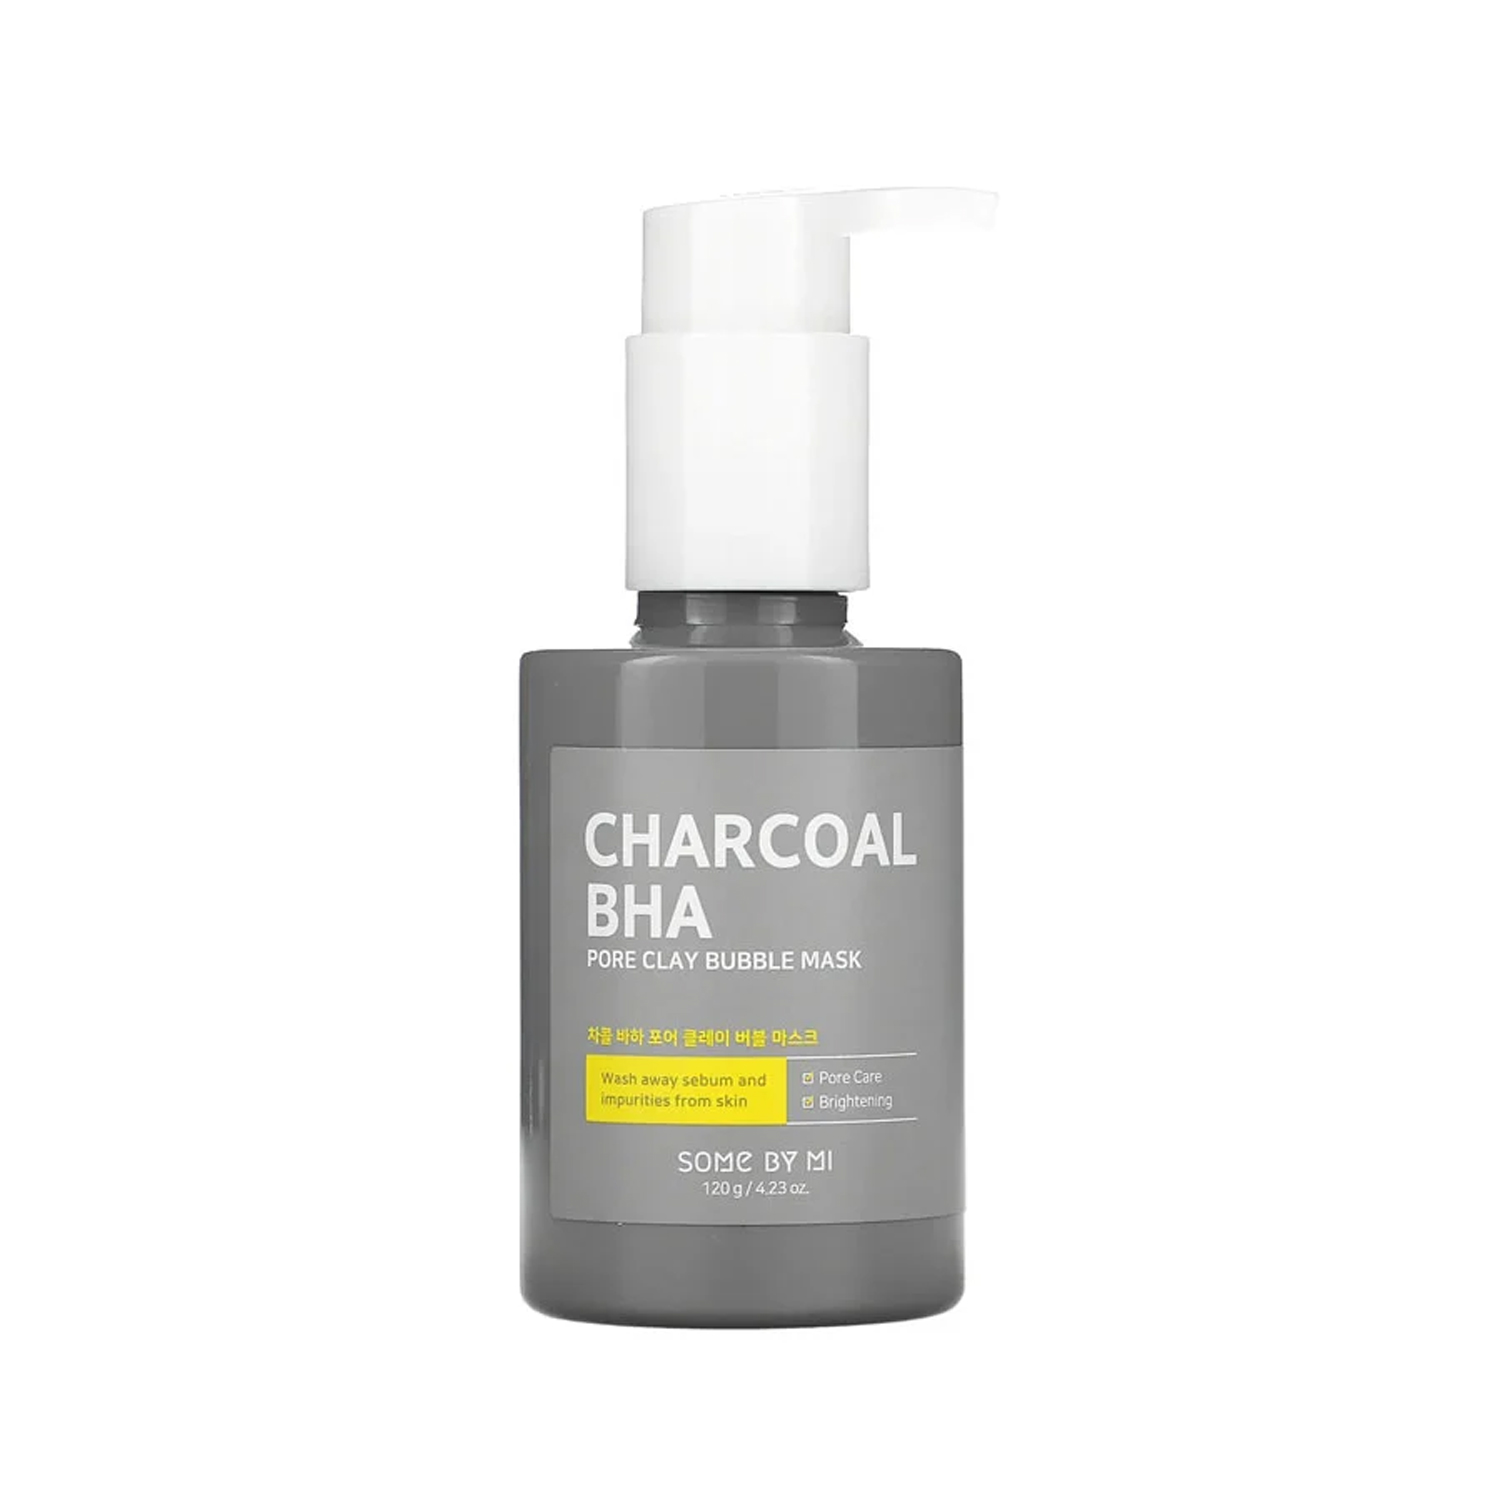 CHARCOAL
BHA
PORE CLAY BUBBLE MASK
차콜 바하 포어 클레이 버블 마스크
Wash away sebum and
impurities from skin
Pore Care
Brightening
SOME BY MI
120 g / 4.23 oz.